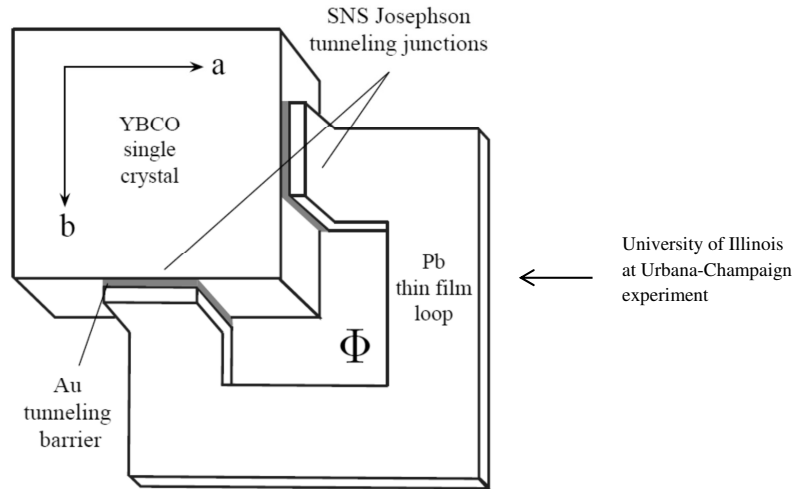 SNS Josephson
tunneling junctions
a
YBCO
single
crystal
b
Pb
thin film
loop
University of Illinois
at Urbana-Champaign
experiment
Φ
Au
tunneling
barrier